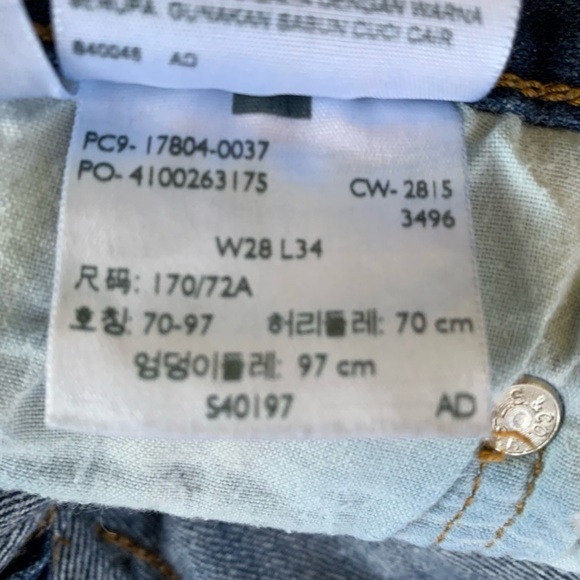 BERUPA. GUNAKAN SABUN CUCI CAIR
840046 AD
PC9- 17804-0037
PO- 4100263175
CW- 2815
3496
W28 L34
尺码: 170/72A
호칭: 70-97 허리둘레: 70 cm
엉덩이둘레: 97 cm
S40197 AD